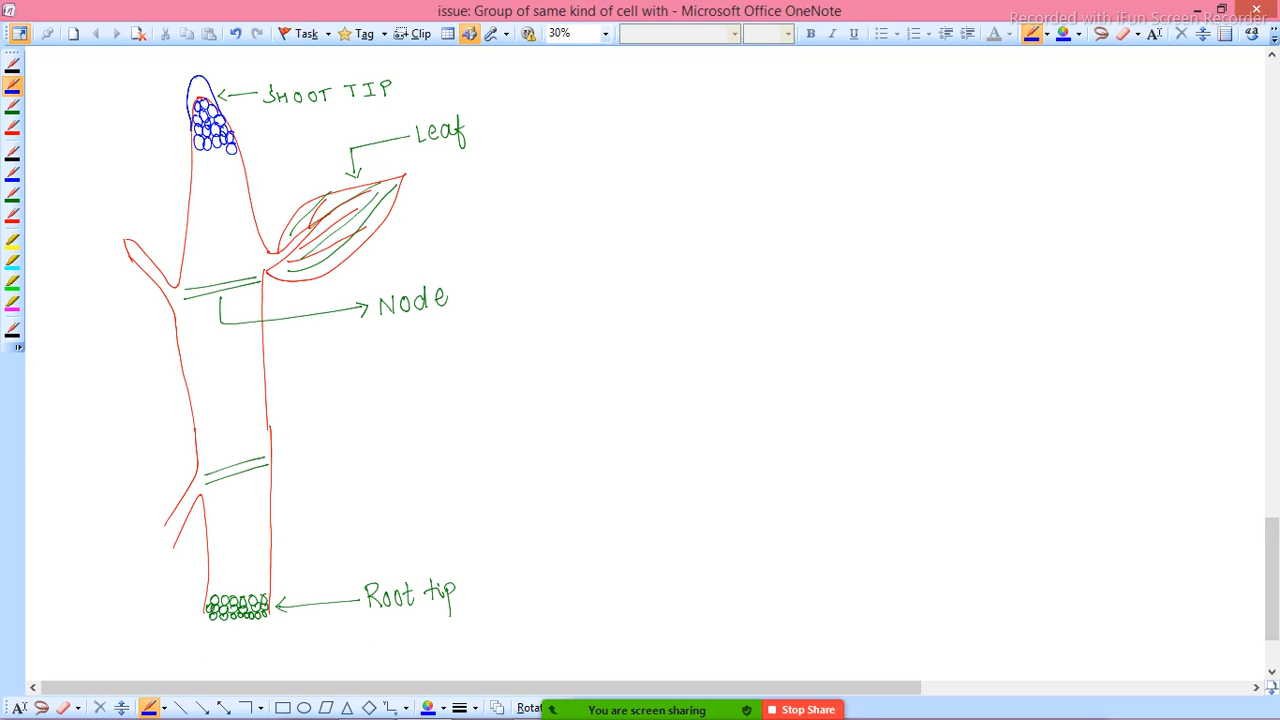 issue: Group of same kind of cell with - Microsoft Office OneNote
Recorded with iFun Screen Recorder
Task
Tag
Clip
30%
B I U
A
SHOOT TIP
Leaf
Node
Root tip
Rotat
You are screen sharing
Stop Share